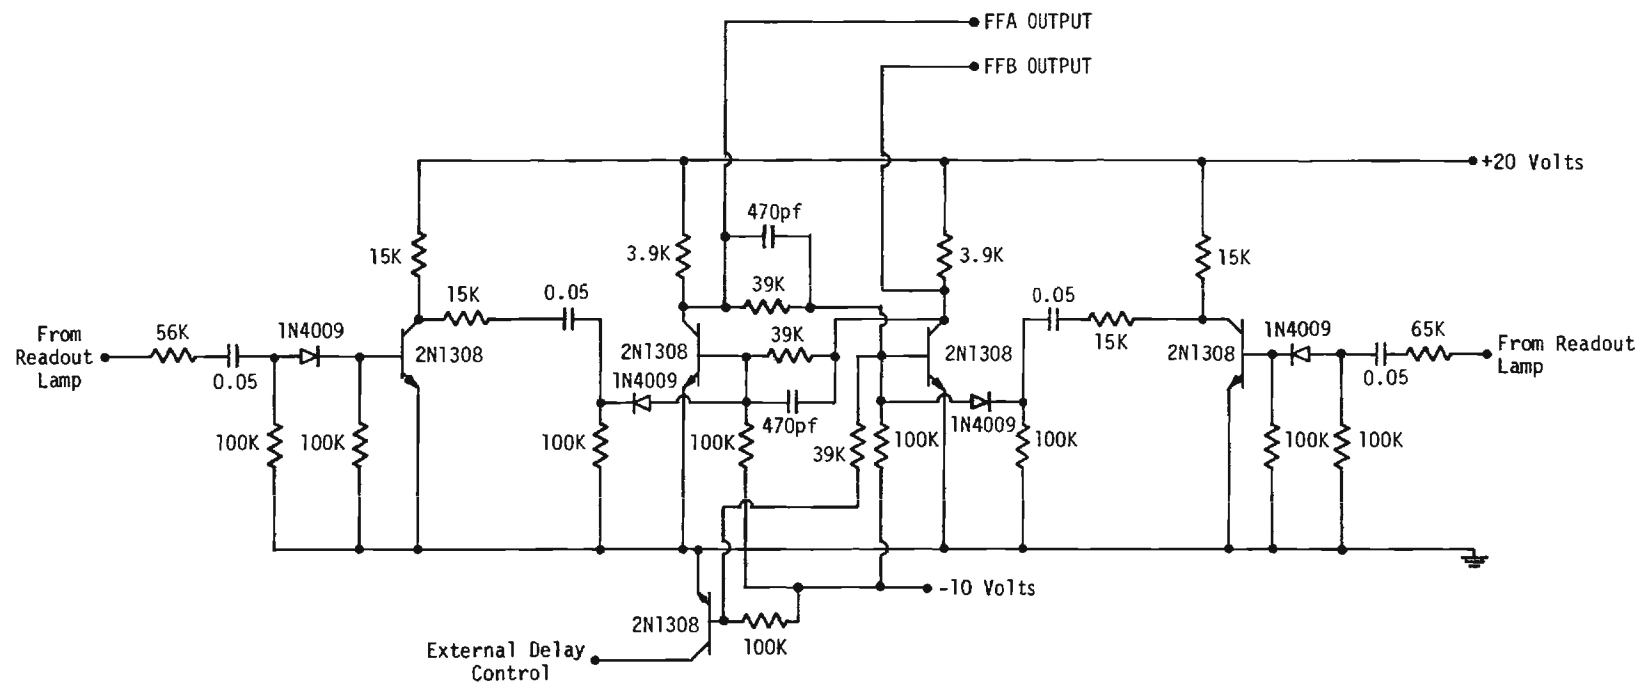 FFA OUTPUT
FFB OUTPUT
+20 Volts
470pf
15K
3.9K
3.9K
15K
39K
15K
0.05
0.05
15K
From
Readout
Lamp
56K
0.05
1N4009
2N1308
2N1308
39K
2N1308
2N1308
1N4009
65K
0.05
From Readout
Lamp
1N4009
470pf
1N4009
100K
100K
100K
100K
39K
100K
100K
100K
100K
-10 Volts
2N1308
100K
External Delay
Control